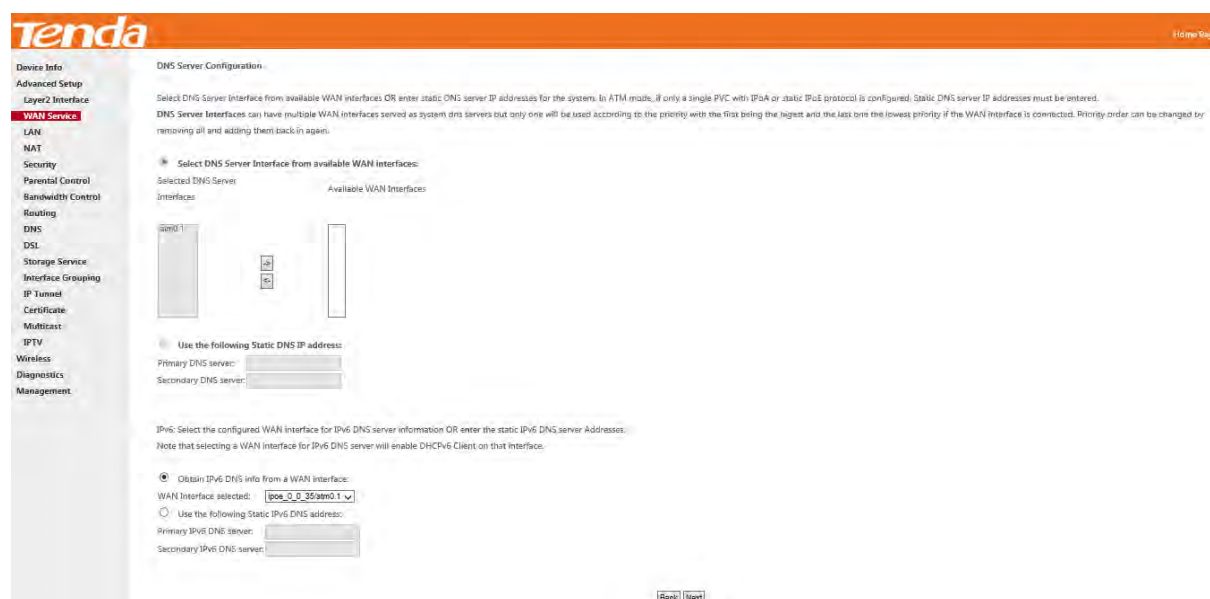 Tenda
Home Pag
Device Info
Advanced Setup
Layer2 Interface
WAN Service
LAN
NAT
Security
Parental Control
Bandwidth Control
Routing
DNS
DSL
Storage Service
Interface Grouping
IP Tunnel
Certificate
Multicast
IPTV
Wireless
Diagnostics
Management
DNS Server Configuration
Select DNS Server Interface from available WAN interfaces OR enter static DNS server IP addresses for the system. In ATM mode, if only a single PVC with IPoA or static IPoE protocol is configured, Static DNS server IP addresses must be entered.
DNS Server Interfaces can have multiple WAN interfaces served as system dns servers but only one will be used according to the priority with the first being the higest and the last one the lowest priority if the WAN interface is connected. Priority order can be changed by
removing all and adding them back in again.
Select DNS Server Interface from available WAN interfaces:
Selected DNS Server
Interfaces
Available WAN Interfaces
atm0.1
->
<-
Use the following Static DNS IP address:
Primary DNS server:
Secondary DNS server:
IPv6: Select the configured WAN interface for IPv6 DNS server information OR enter the static IPv6 DNS server Addresses.
Note that selecting a WAN interface for IPv6 DNS server will enable DHCPv6 Client on that interface.
Obtain IPv6 DNS info from a WAN interface:
WAN Interface selected: ipoe_0_0_35/atm0.1
Use the following Static IPv6 DNS address:
Primary IPv6 DNS server:
Secondary IPv6 DNS server:
Back Next